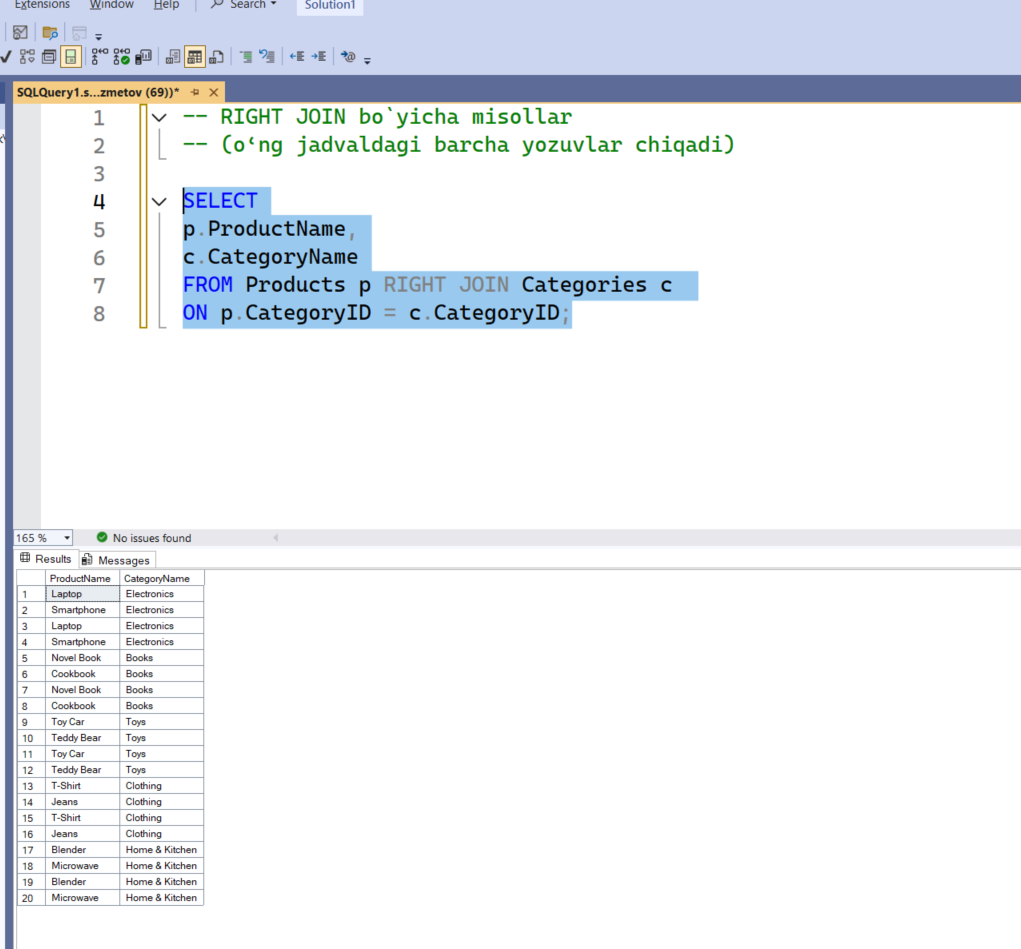 Extensions Window Help Search Solution1
SQLQuery1.s...zmetov (69))*
1 -- RIGHT JOIN bo`yicha misollar
2 -- (o‘ng jadvaldagi barcha yozuvlar chiqadi)
3
4 SELECT
5 p.ProductName,
6 c.CategoryName
7 FROM Products p RIGHT JOIN Categories c
8 ON p.CategoryID = c.CategoryID;
165 % No issues found
Results Messages
ProductName CategoryName
1 Laptop Electronics
2 Smartphone Electronics
3 Laptop Electronics
4 Smartphone Electronics
5 Novel Book Books
6 Cookbook Books
7 Novel Book Books
8 Cookbook Books
9 Toy Car Toys
10 Teddy Bear Toys
11 Toy Car Toys
12 Teddy Bear Toys
13 T-Shirt Clothing
14 Jeans Clothing
15 T-Shirt Clothing
16 Jeans Clothing
17 Blender Home & Kitchen
18 Microwave Home & Kitchen
19 Blender Home & Kitchen
20 Microwave Home & Kitchen